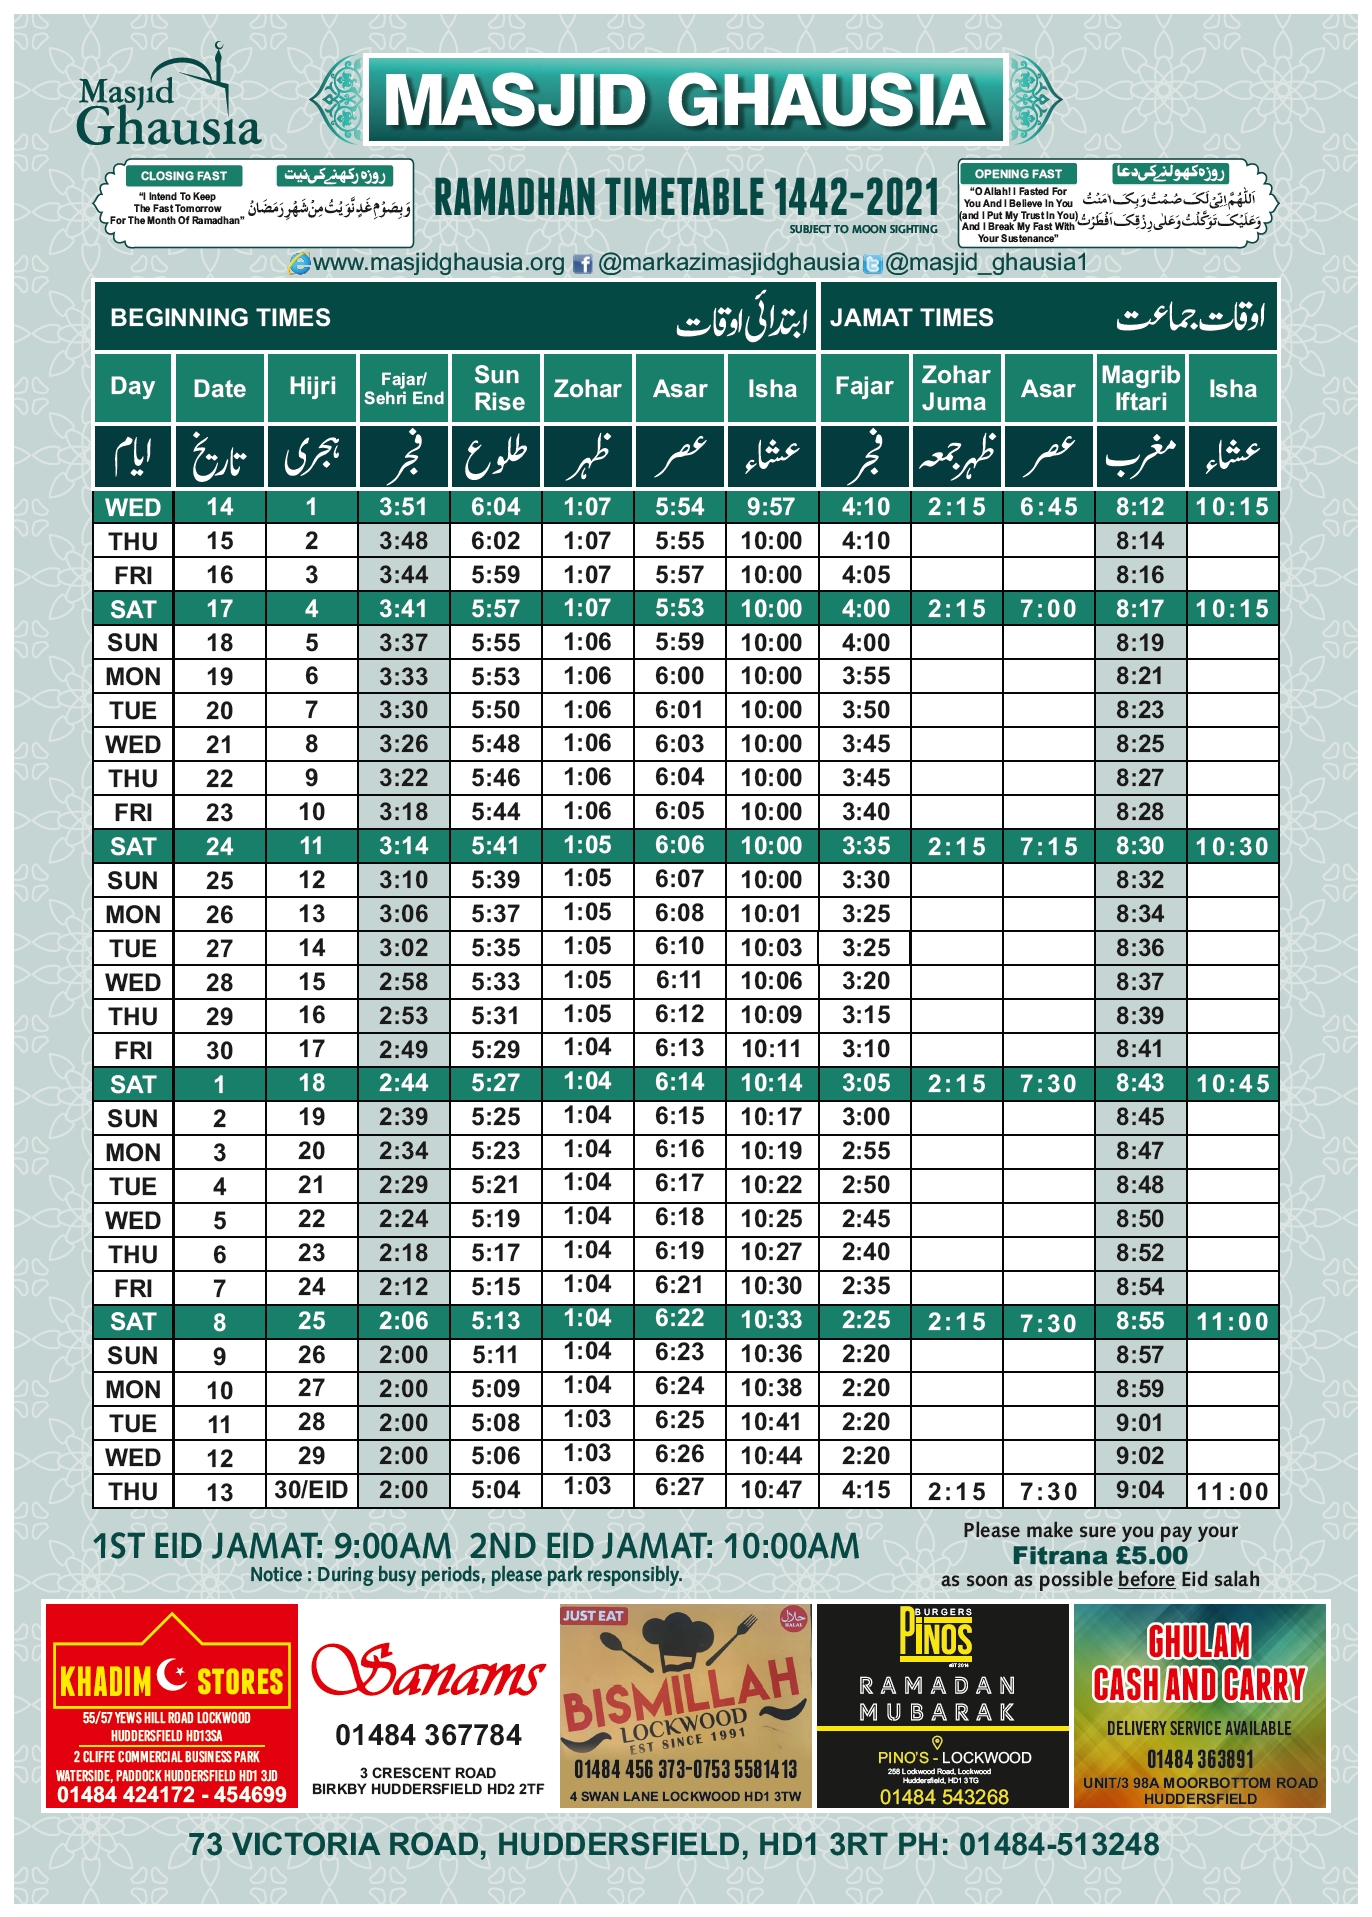 Masjid
Ghausia
MASJID GHAUSIA
CLOSING FAST
روزہ رکھنے کی نیت
“I Intend To Keep
The Fast Tomorrow
For The Month Of Ramadhan”
وَبِصَوْمِ غَدٍ نَّوَيْتُ مِنْ شَهْرِ رَمَضَانَ
RAMADHAN TIMETABLE 1442-2021
SUBJECT TO MOON SIGHTING
OPENING FAST
روزہ کھولنے کی دعا
“O Allah! I Fasted For
You And I Believe In You
(and I Put My Trust In You)
And I Break My Fast With
Your Sustenance”
اَللّٰهُمَّ اِنِّیْ لَکَ صُمْتُ وَبِکَ اٰمَنْتُ
وَعَلَيْکَ تَوَکَّلْتُ وَعَلٰی رِزْقِکَ اَفْطَرْتُ
www.masjidghausia.org @markazimasjidghausia @masjid_ghausia1
BEGINNING TIMES ابتدائی اوقات JAMAT TIMES اوقات جماعت
Day Date Hijri Fajar/ Sehri End Sun Rise Zohar Asar Isha Fajar Zohar Juma Asar Magrib Iftari Isha
ایام تاریخ ہجری فجر طلوع ظہر عصر عشاء فجر ظہر جمعہ عصر مغرب عشاء
WED 14 1 3:51 6:04 1:07 5:54 9:57 4:10 2:15 6:45 8:12 10:15
THU 15 2 3:48 6:02 1:07 5:55 10:00 4:10 8:14
FRI 16 3 3:44 5:59 1:07 5:57 10:00 4:05 8:16
SAT 17 4 3:41 5:57 1:07 5:53 10:00 4:00 2:15 7:00 8:17 10:15
SUN 18 5 3:37 5:55 1:06 5:59 10:00 4:00 8:19
MON 19 6 3:33 5:53 1:06 6:00 10:00 3:55 8:21
TUE 20 7 3:30 5:50 1:06 6:01 10:00 3:50 8:23
WED 21 8 3:26 5:48 1:06 6:03 10:00 3:45 8:25
THU 22 9 3:22 5:46 1:06 6:04 10:00 3:45 8:27
FRI 23 10 3:18 5:44 1:06 6:05 10:00 3:40 8:28
SAT 24 11 3:14 5:41 1:05 6:06 10:00 3:35 2:15 7:15 8:30 10:30
SUN 25 12 3:10 5:39 1:05 6:07 10:00 3:30 8:32
MON 26 13 3:06 5:37 1:05 6:08 10:01 3:25 8:34
TUE 27 14 3:02 5:35 1:05 6:10 10:03 3:25 8:36
WED 28 15 2:58 5:33 1:05 6:11 10:06 3:20 8:37
THU 29 16 2:53 5:31 1:05 6:12 10:09 3:15 8:39
FRI 30 17 2:49 5:29 1:04 6:13 10:11 3:10 8:41
SAT 1 18 2:44 5:27 1:04 6:14 10:14 3:05 2:15 7:30 8:43 10:45
SUN 2 19 2:39 5:25 1:04 6:15 10:17 3:00 8:45
MON 3 20 2:34 5:23 1:04 6:16 10:19 2:55 8:47
TUE 4 21 2:29 5:21 1:04 6:17 10:22 2:50 8:48
WED 5 22 2:24 5:19 1:04 6:18 10:25 2:45 8:50
THU 6 23 2:18 5:17 1:04 6:19 10:27 2:40 8:52
FRI 7 24 2:12 5:15 1:04 6:21 10:30 2:35 8:54
SAT 8 25 2:06 5:13 1:04 6:22 10:33 2:25 2:15 7:30 8:55 11:00
SUN 9 26 2:00 5:11 1:04 6:23 10:36 2:20 8:57
MON 10 27 2:00 5:09 1:04 6:24 10:38 2:20 8:59
TUE 11 28 2:00 5:08 1:03 6:25 10:41 2:20 9:01
WED 12 29 2:00 5:06 1:03 6:26 10:44 2:20 9:02
THU 13 30/EID 2:00 5:04 1:03 6:27 10:47 4:15 2:15 7:30 9:04 11:00
1ST EID JAMAT: 9:00AM 2ND EID JAMAT: 10:00AM
Notice : During busy periods, please park responsibly.
Please make sure you pay your
Fitrana £5.00
as soon as possible before Eid salah
KHADIM STORES
55/57 YEWS HILL ROAD LOCKWOOD
HUDDERSFIELD HD13SA
2 CLIFFE COMMERCIAL BUSINESS PARK
WATERSIDE, PADDOCK HUDDERSFIELD HD1 3JD
01484 424172 - 454699
Sanams
01484 367784
3 CRESCENT ROAD
BIRKBY HUDDERSFIELD HD2 2TF
JUST EAT
حلال
HALAL
BISMILLAH
LOCKWOOD
EST SINCE 1991
01484 456 373-0753 5581413
4 SWAN LANE LOCKWOOD HD1 3TW
BURGERS
PINOS
EST 2014
RAMADAN
MUBARAK
PINO'S - LOCKWOOD
258 Lockwood Road, Lockwood
Huddersfield, HD1 3TG
01484 543268
GHULAM
CASH AND CARRY
DELIVERY SERVICE AVAILABLE
01484 363891
UNIT/3 98A MOORBOTTOM ROAD
HUDDERSFIELD
73 VICTORIA ROAD, HUDDERSFIELD, HD1 3RT PH: 01484-513248